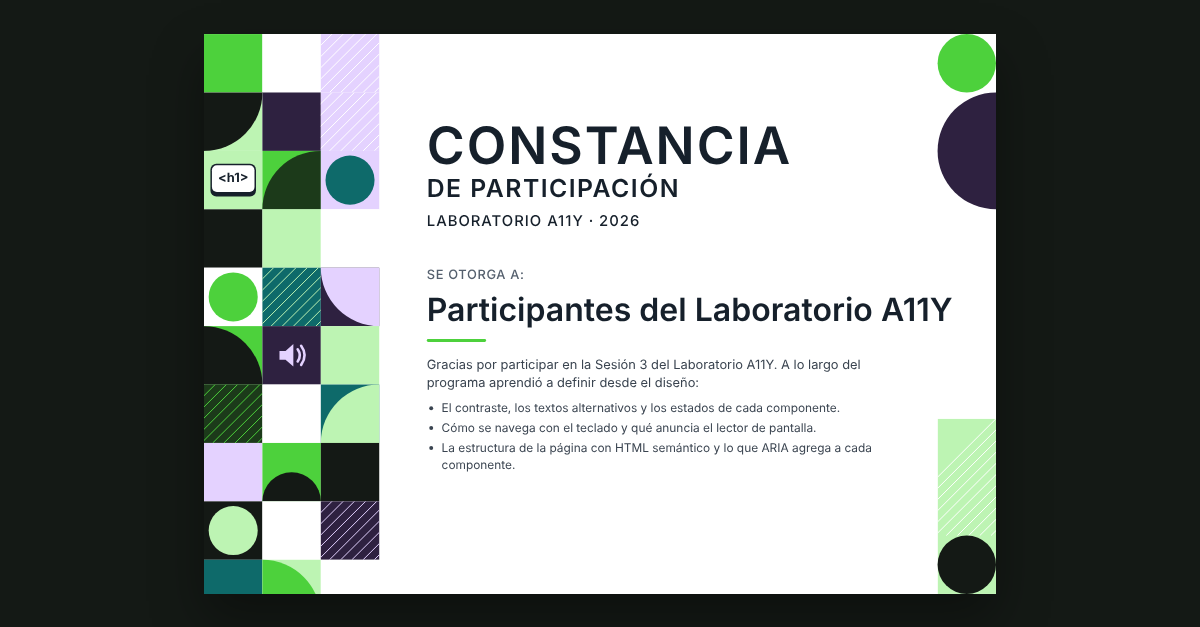 <h1>
CONSTANCIA
DE PARTICIPACIÓN
LABORATORIO A11Y · 2026
SE OTORGA A:
Participantes del Laboratorio A11Y
Gracias por participar en la Sesión 3 del Laboratorio A11Y. A lo largo del
programa aprendió a definir desde el diseño:
• El contraste, los textos alternativos y los estados de cada componente.
• Cómo se navega con el teclado y qué anuncia el lector de pantalla.
• La estructura de la página con HTML semántico y lo que ARIA agrega a cada
componente.